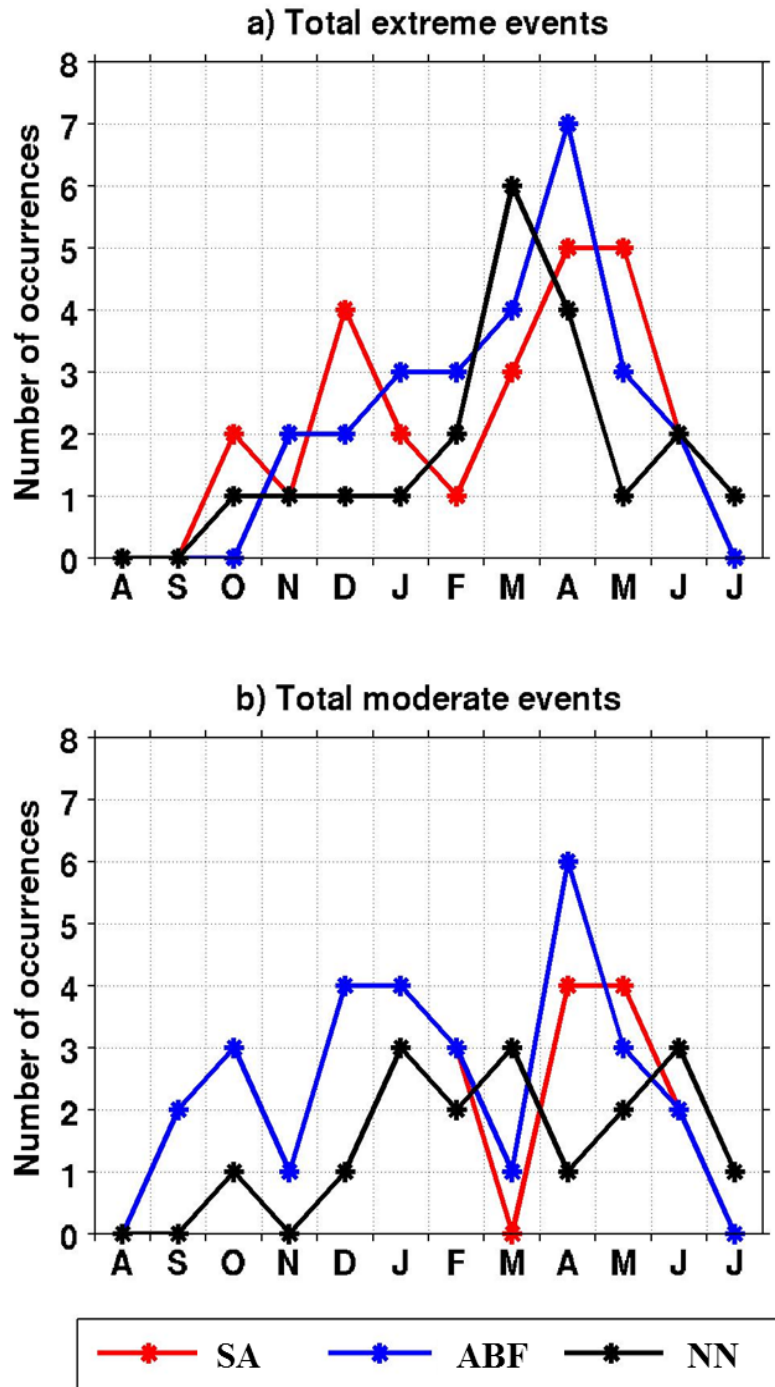 a) Total extreme events
Number of occurrences
8
7
6
5
4
3
2
1
0
A S O N D J F M A M J J
b) Total moderate events
Number of occurrences
8
7
6
5
4
3
2
1
0
A S O N D J F M A M J J
SA ABF NN